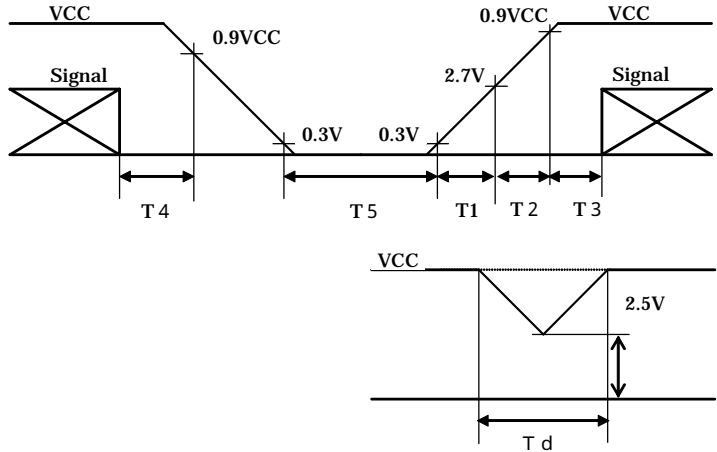 VCC 0.9VCC VCC
0.9VCC
Signal 2.7V Signal
0.3V 0.3V
T4 T5 T1 T2 T3
VCC
2.5V
Td